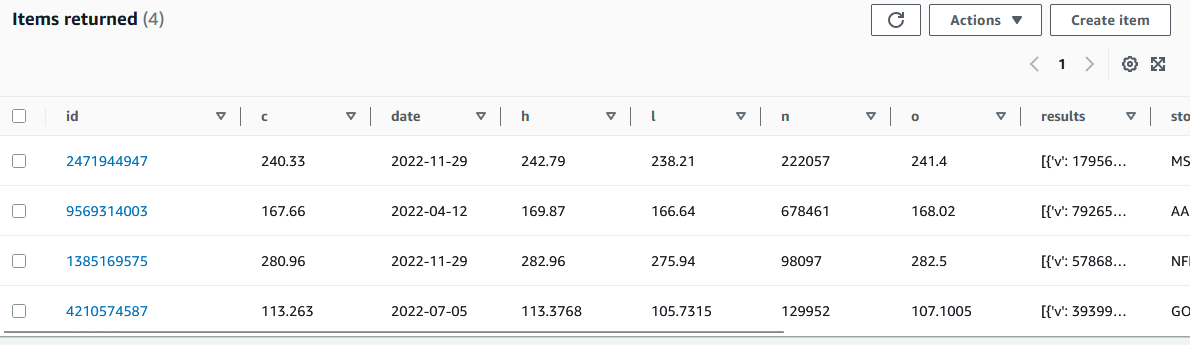 Items returned (4) Actions Create item
1
id c date h l n o results sto
2471944947 240.33 2022-11-29 242.79 238.21 222057 241.4 [{'v': 17956... MS
9569314003 167.66 2022-04-12 169.87 166.64 678461 168.02 [{'v': 79265... AA
1385169575 280.96 2022-11-29 282.96 275.94 98097 282.5 [{'v': 57868... NFI
4210574587 113.263 2022-07-05 113.3768 105.7315 129952 107.1005 [{'v': 39399... GO